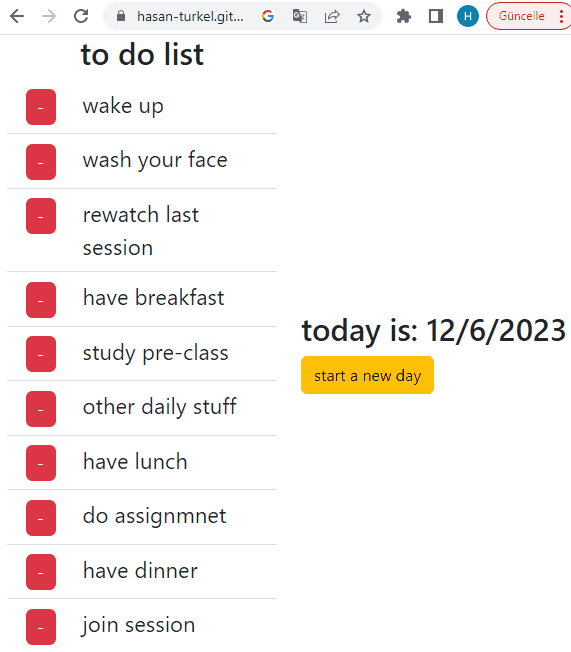 hasan-turkel.git...
H
Güncelle
to do list
- wake up
- wash your face
- rewatch last
session
- have breakfast
- study pre-class
- other daily stuff
- have lunch
- do assignmnet
- have dinner
- join session
today is: 12/6/2023
start a new day